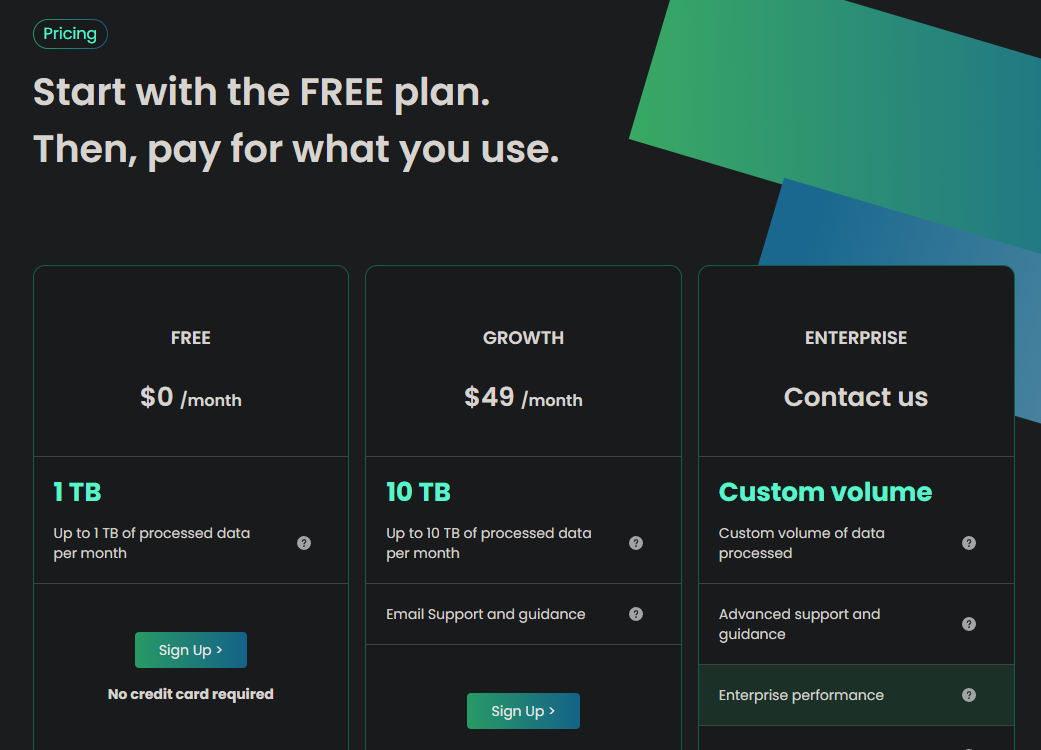 Pricing
Start with the FREE plan.
Then, pay for what you use.
FREE
$0 /month
1 TB
Up to 1 TB of processed data
per month
?
Sign Up >
No credit card required
GROWTH
$49 /month
10 TB
Up to 10 TB of processed data
per month
?
Email Support and guidance
?
Sign Up >
ENTERPRISE
Contact us
Custom volume
Custom volume of data
processed
?
Advanced support and
guidance
?
Enterprise performance
?